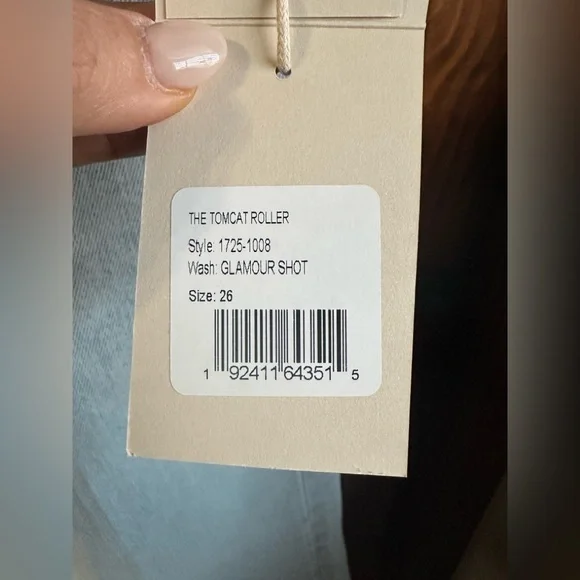 THE TOMCAT ROLLER
Style: 1725-1008
Wash: GLAMOUR SHOT
Size: 26
1 92411 64351 5